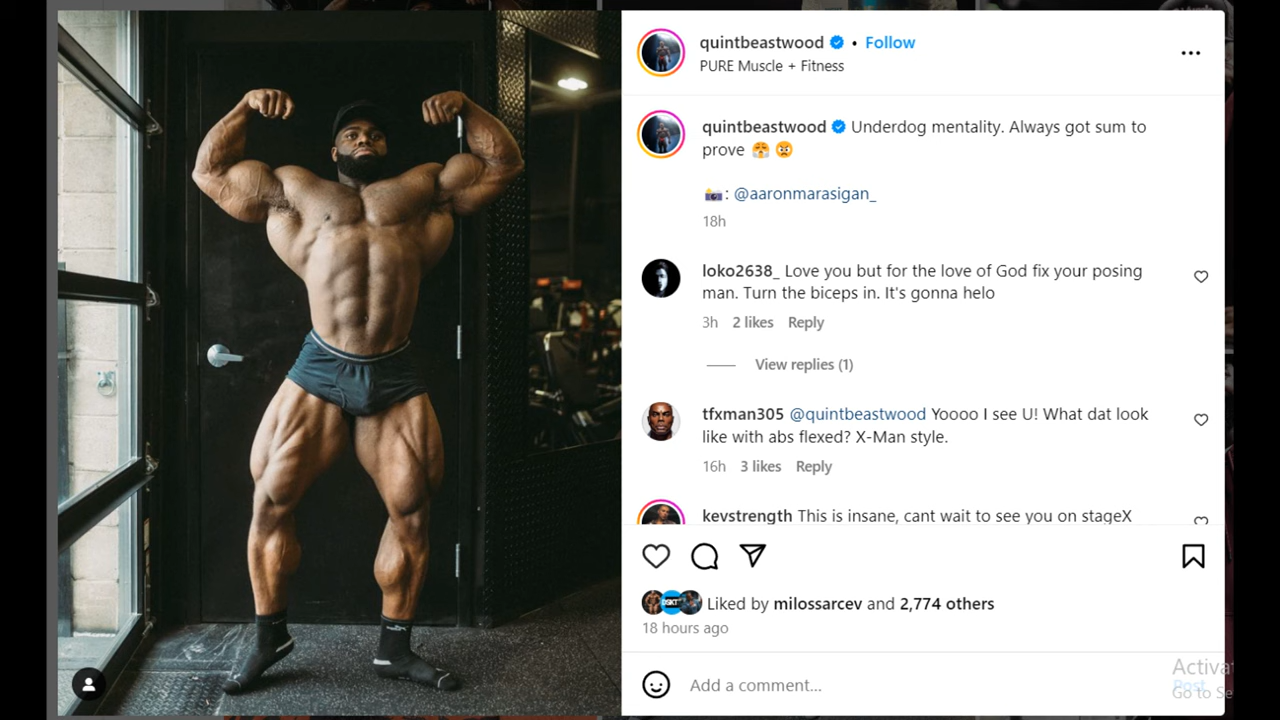 quintbeastwood • Follow
PURE Muscle + Fitness
quintbeastwood Underdog mentality. Always got sum to
prove 😤 😡
📸: @aaronmarasigan_
18h
loko2638_ Love you but for the love of God fix your posing
man. Turn the biceps in. It's gonna helo
3h 2 likes Reply
View replies (1)
tfxman305 @quintbeastwood Yoooo I see U! What dat look
like with abs flexed? X-Man style.
16h 3 likes Reply
kevstrength This is insane, cant wait to see you on stageX
Liked by milossarcev and 2,774 others
18 hours ago
Add a comment...
Post
Activa
Go to Se